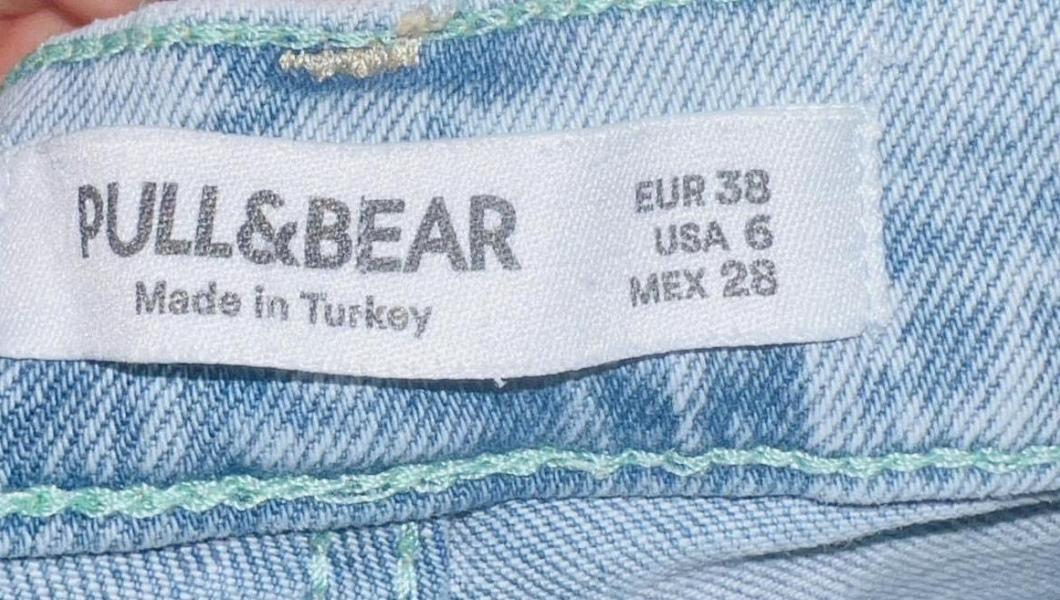 PULL&BEAR
Made in Turkey
EUR 38
USA 6
MEX 28